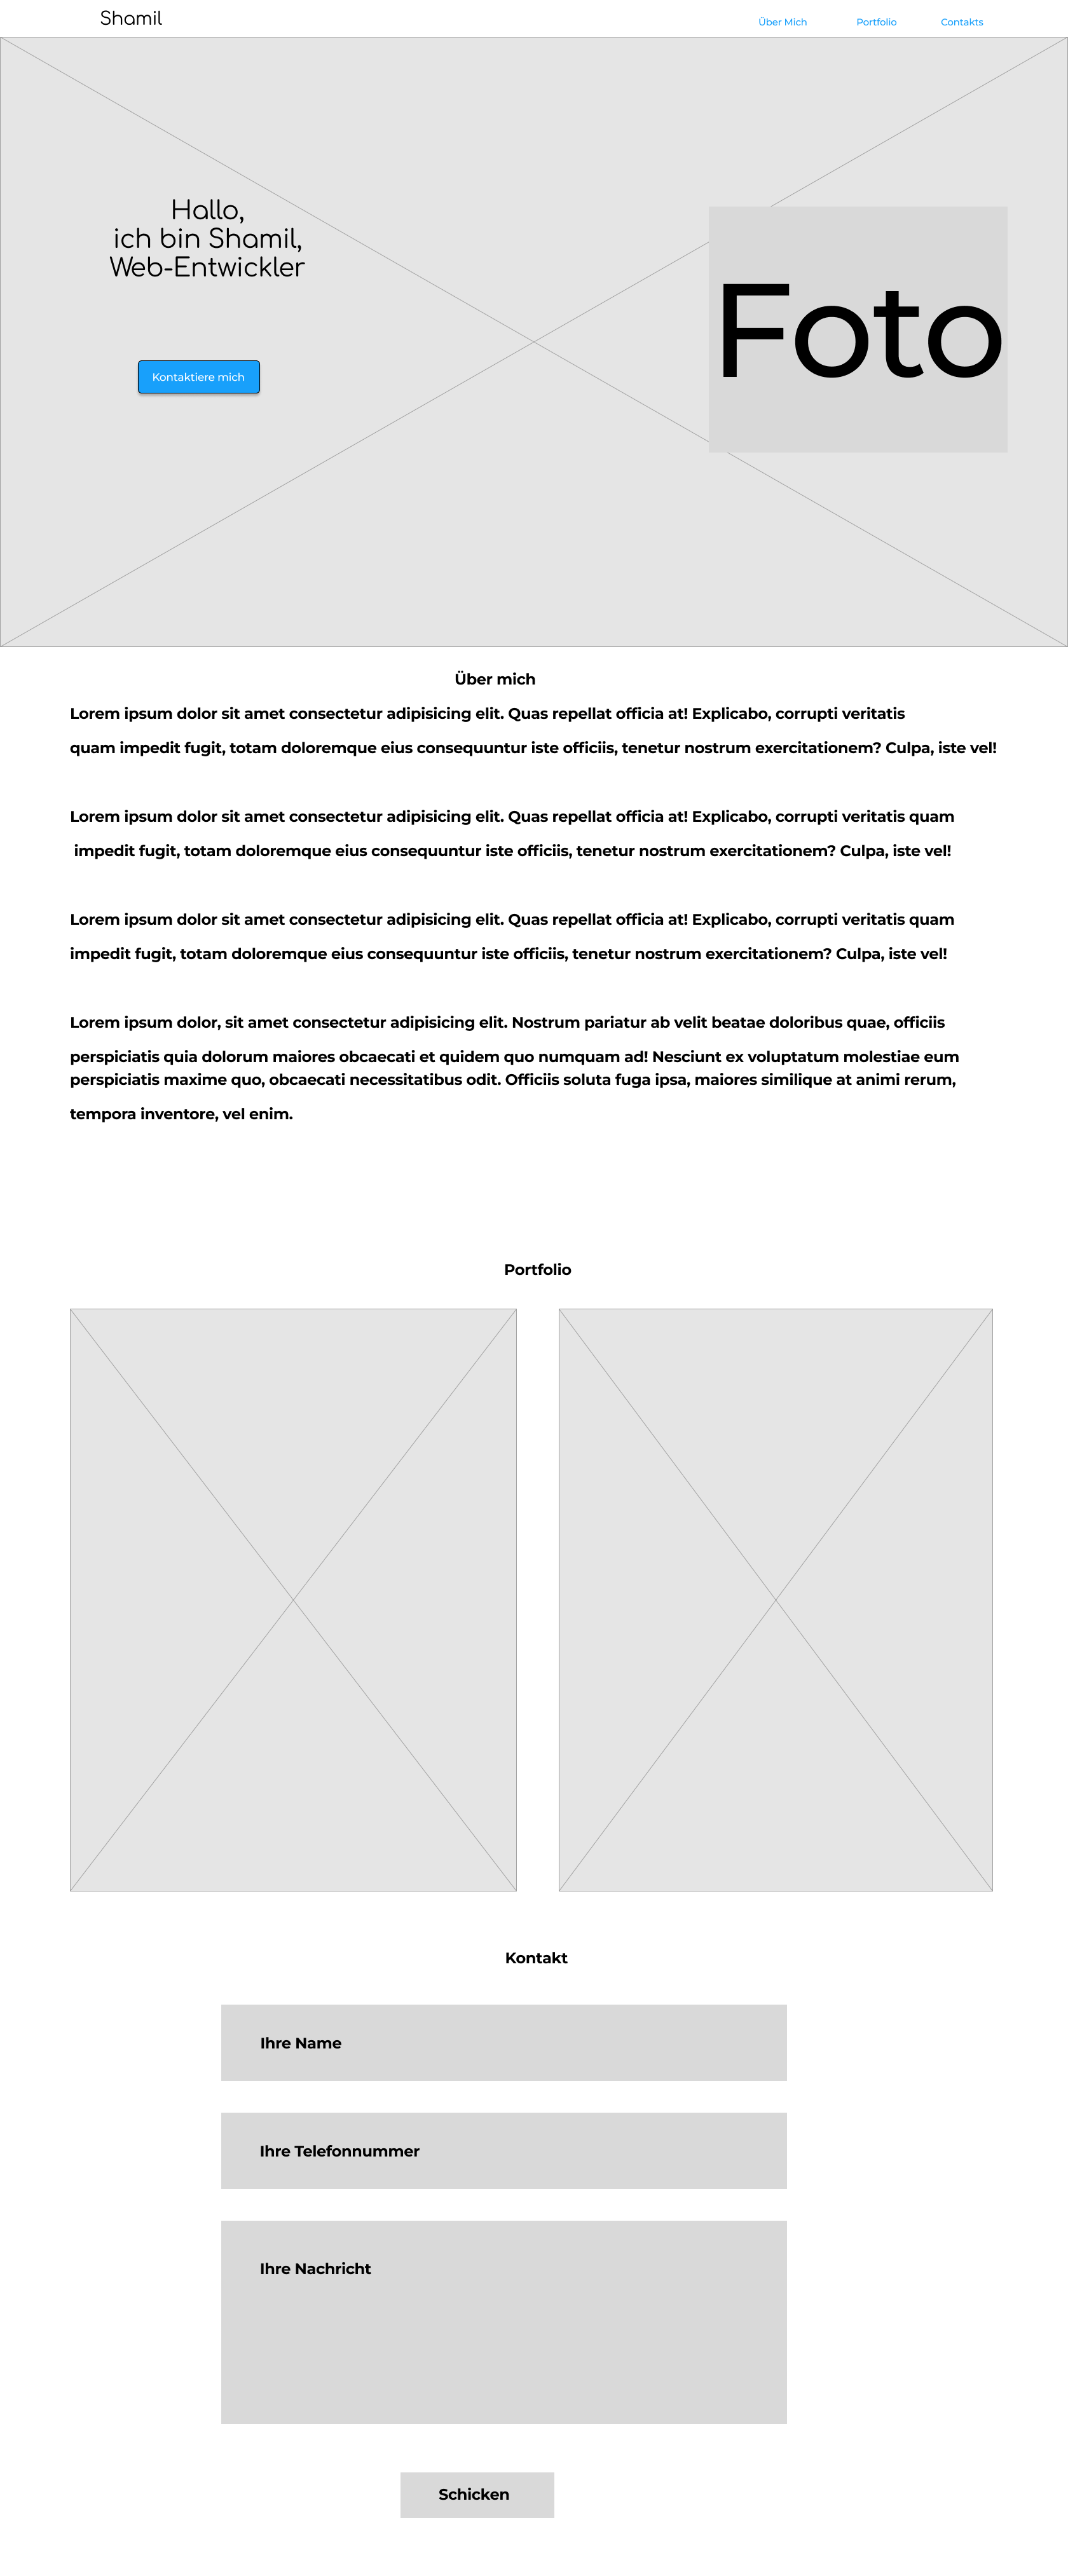 Shamil
Über Mich
Portfolio
Contakts
Hallo,
ich bin Shamil,
Web-Entwickler
Foto
Kontaktiere mich
Über mich
Lorem ipsum dolor sit amet consectetur adipisicing elit. Quas repellat officia at! Explicabo, corrupti veritatis
quam impedit fugit, totam doloremque eius consequuntur iste officiis, tenetur nostrum exercitationem? Culpa, iste vel!
Lorem ipsum dolor sit amet consectetur adipisicing elit. Quas repellat officia at! Explicabo, corrupti veritatis quam
impedit fugit, totam doloremque eius consequuntur iste officiis, tenetur nostrum exercitationem? Culpa, iste vel!
Lorem ipsum dolor sit amet consectetur adipisicing elit. Quas repellat officia at! Explicabo, corrupti veritatis quam
impedit fugit, totam doloremque eius consequuntur iste officiis, tenetur nostrum exercitationem? Culpa, iste vel!
Lorem ipsum dolor, sit amet consectetur adipisicing elit. Nostrum pariatur ab velit beatae doloribus quae, officiis
perspiciatis quia dolorum maiores obcaecati et quidem quo numquam ad! Nesciunt ex voluptatum molestiae eum
perspiciatis maxime quo, obcaecati necessitatibus odit. Officiis soluta fuga ipsa, maiores similique at animi rerum,
tempora inventore, vel enim.
Portfolio
Kontakt
Ihre Name
Ihre Telefonnummer
Ihre Nachricht
Schicken